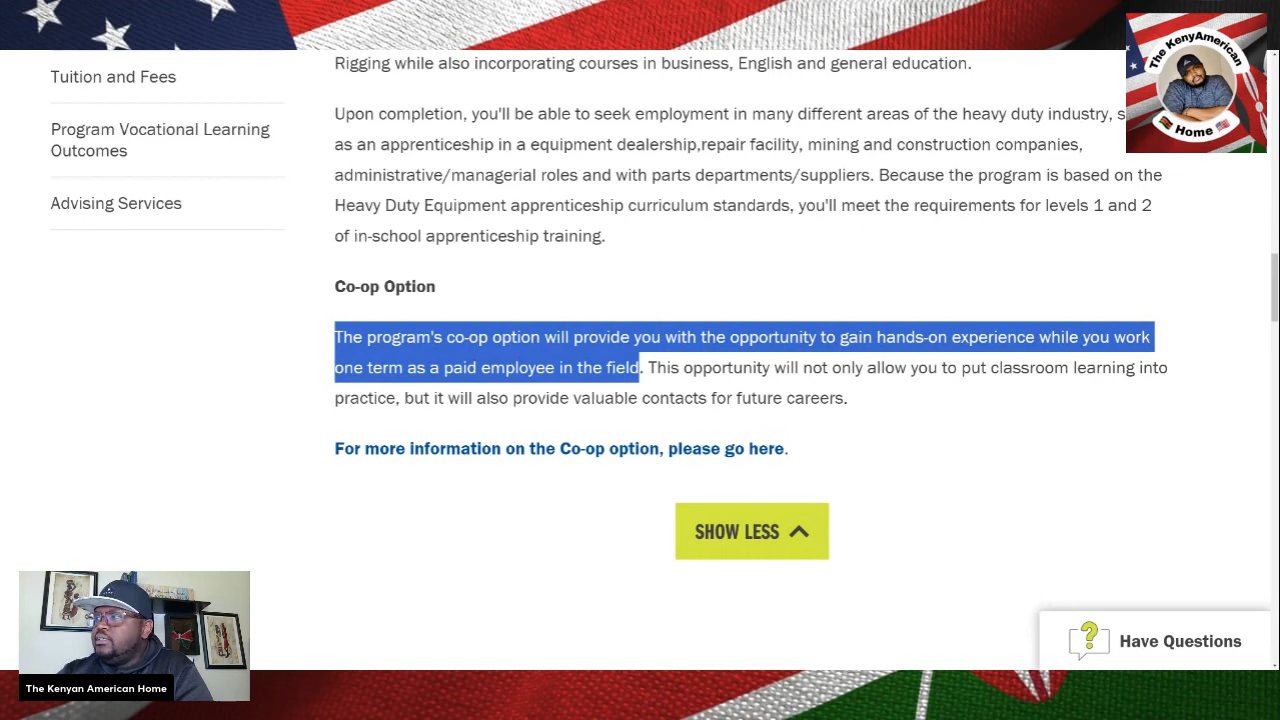 Tuition and Fees
Program Vocational Learning
Outcomes
Advising Services
Rigging while also incorporating courses in business, English and general education.
Upon completion, you'll be able to seek employment in many different areas of the heavy duty industry,
as an apprenticeship in a equipment dealership,repair facility, mining and construction companies,
administrative/managerial roles and with parts departments/suppliers. Because the program is based on the
Heavy Duty Equipment apprenticeship curriculum standards, you'll meet the requirements for levels 1 and 2
of in-school apprenticeship training.
Co-op Option
The program's co-op option will provide you with the opportunity to gain hands-on experience while you work
one term as a paid employee in the field. This opportunity will not only allow you to put classroom learning into
practice, but it will also provide valuable contacts for future careers.
For more information on the Co-op option, please go here.
SHOW LESS
Have Questions
The KenyAmerican
Home
The Kenyan American Home